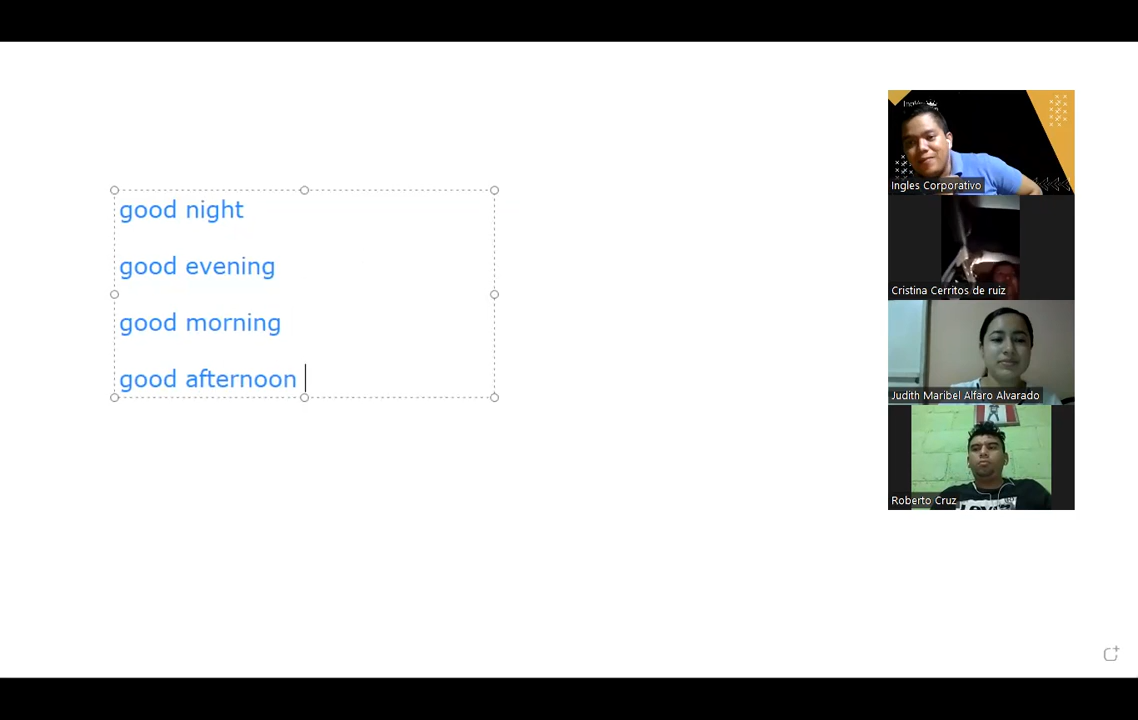 good night
good evening
good morning
good afternoon
Ingles Corporativo
Cristina Cerritos de ruiz
Judith Maribel Alfaro Alvarado
Roberto Cruz